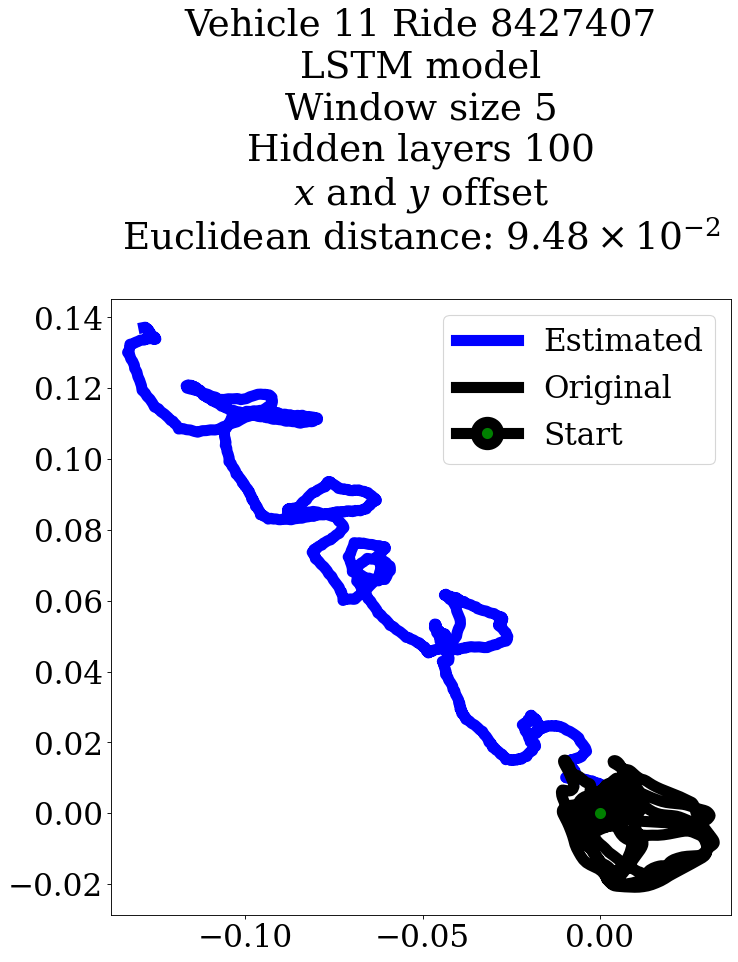 Vehicle 11 Ride 8427407
LSTM model
Window size 5
Hidden layers 100
x and y offset
Euclidean distance: 9.48 × 10⁻²
Estimated
Original
Start
0.14
0.12
0.10
0.08
0.06
0.04
0.02
0.00
−0.02
−0.10
−0.05
0.00